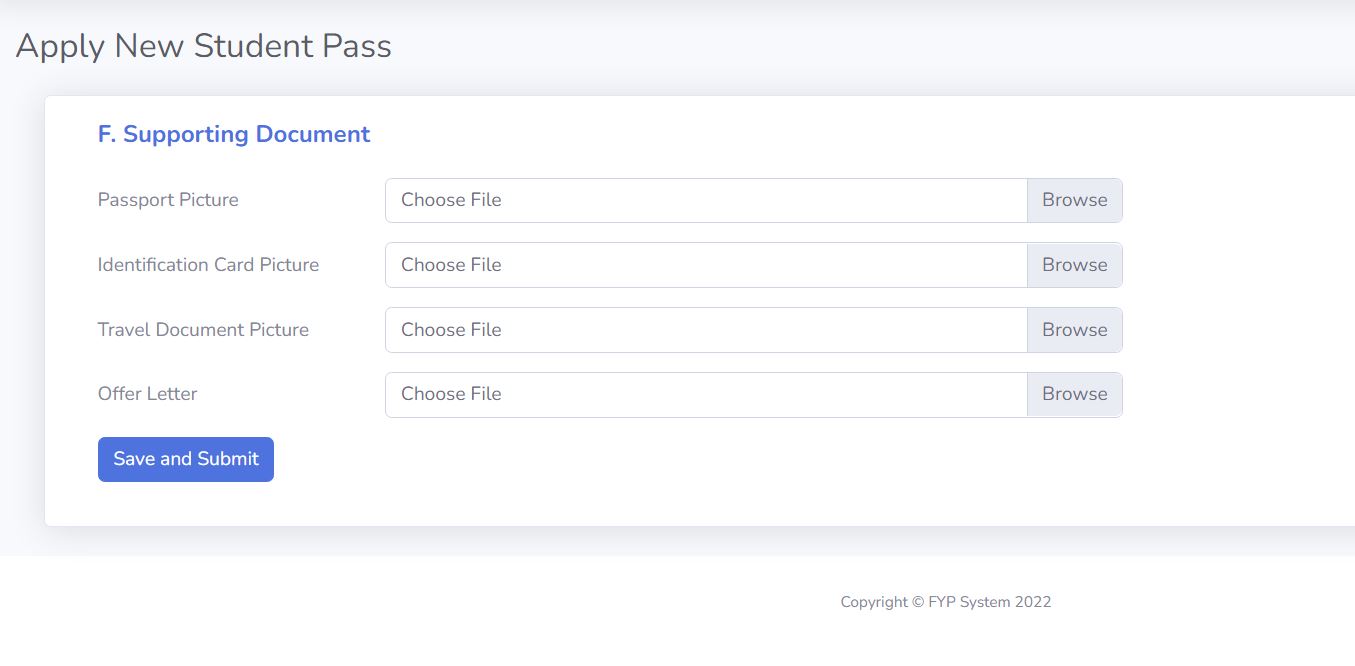 Apply New Student Pass
F. Supporting Document
Passport Picture Choose File Browse
Identification Card Picture Choose File Browse
Travel Document Picture Choose File Browse
Offer Letter Choose File Browse
Save and Submit
Copyright © FYP System 2022